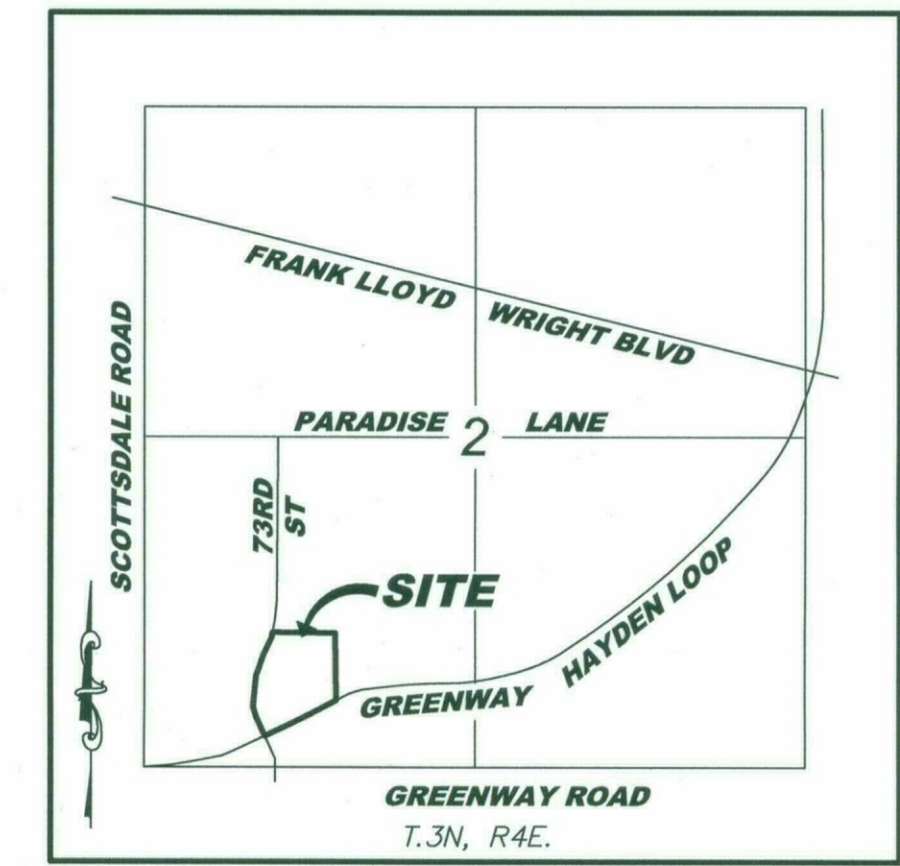 FRANK LLOYD WRIGHT BLVD
SCOTTSDALE ROAD
PARADISE LANE
2
73RD
ST
SITE
HAYDEN LOOP
GREENWAY
GREENWAY ROAD
T.3N, R4E.